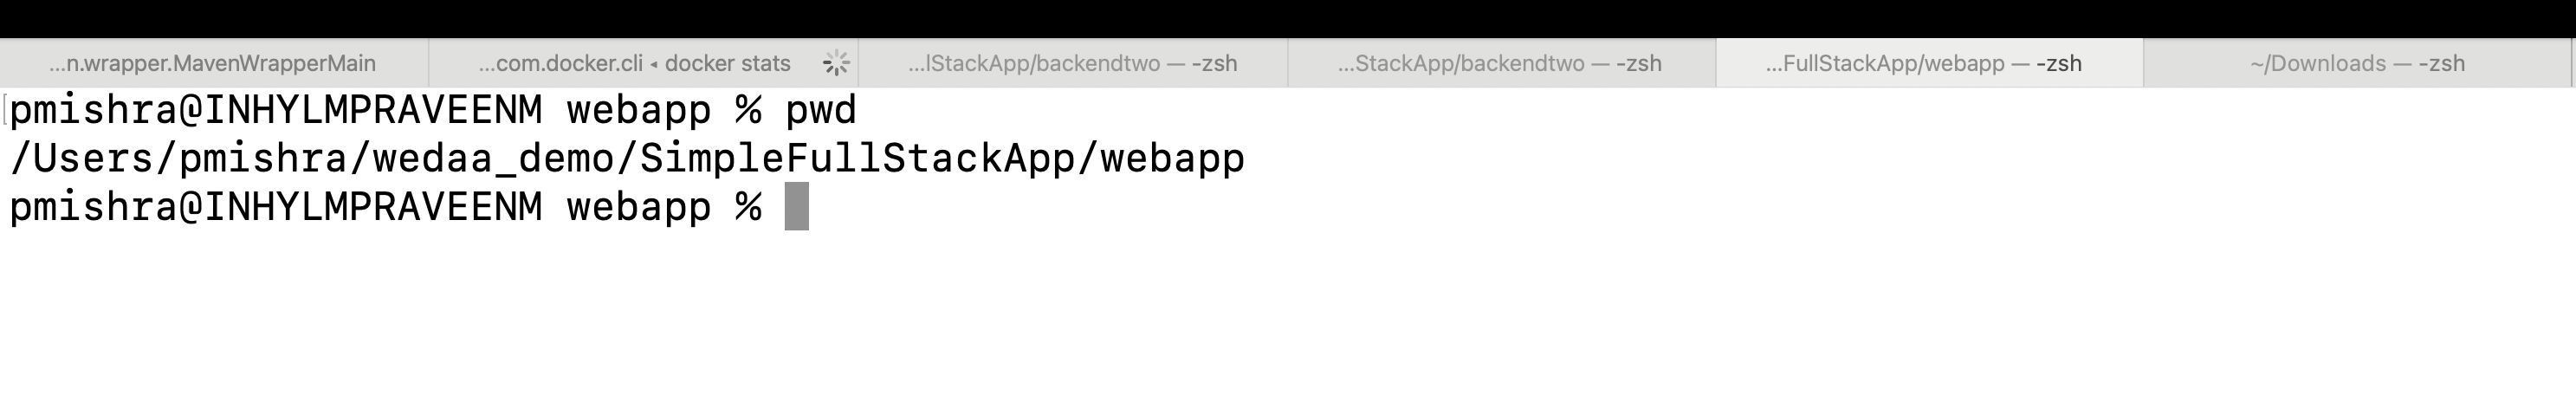 ...n.wrapper.MavenWrapperMain
...com.docker.cli ◂ docker stats
...lStackApp/backendtwo — -zsh
...StackApp/backendtwo — -zsh
...FullStackApp/webapp — -zsh
~/Downloads — -zsh
[pmishra@INHYLMPRAVEENM webapp % pwd
/Users/pmishra/wedaa_demo/SimpleFullStackApp/webapp
pmishra@INHYLMPRAVEENM webapp %